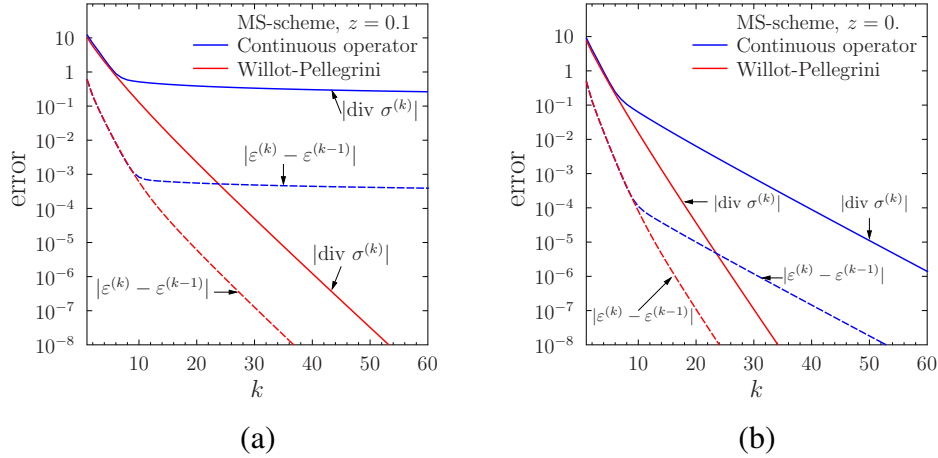 MS-scheme, z = 0.1
Continuous operator
Willot-Pellegrini
10
1
10⁻¹
10⁻²
10⁻³
10⁻⁴
10⁻⁵
10⁻⁶
10⁻⁷
10⁻⁸
error
|div σ⁽ᵏ⁾|
|ε⁽ᵏ⁾ − ε⁽ᵏ⁻¹⁾|
|div σ⁽ᵏ⁾|
|ε⁽ᵏ⁾ − ε⁽ᵏ⁻¹⁾|
10 20 30 40 50 60
k
(a)
MS-scheme, z = 0.
Continuous operator
Willot-Pellegrini
10
1
10⁻¹
10⁻²
10⁻³
10⁻⁴
10⁻⁵
10⁻⁶
10⁻⁷
10⁻⁸
error
|div σ⁽ᵏ⁾|
|div σ⁽ᵏ⁾|
|ε⁽ᵏ⁾ − ε⁽ᵏ⁻¹⁾|
|ε⁽ᵏ⁾ − ε⁽ᵏ⁻¹⁾|
10 20 30 40 50 60
k
(b)